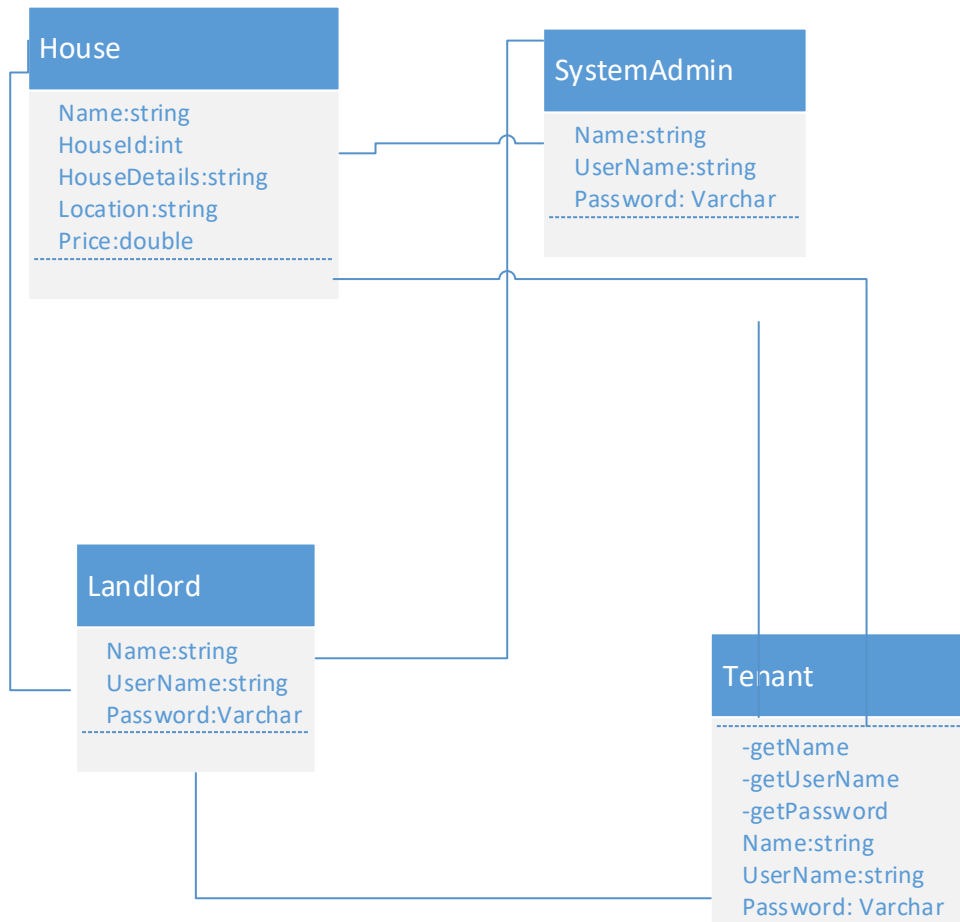 House
Name:string
HouseId:int
HouseDetails:string
Location:string
Price:double
SystemAdmin
Name:string
UserName:string
Password: Varchar
Landlord
Name:string
UserName:string
Password:Varchar
Tenant
-getName
-getUserName
-getPassword
Name:string
UserName:string
Password: Varchar